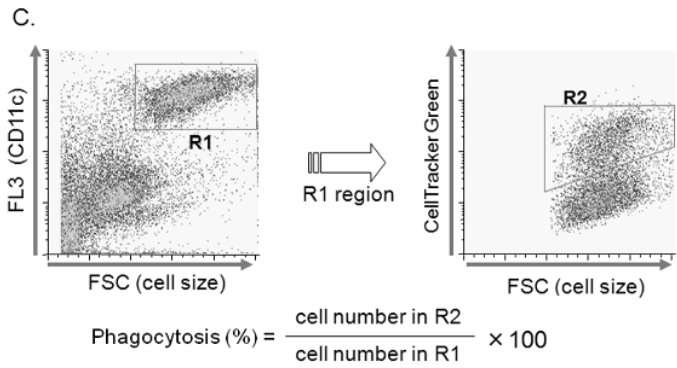 C.
FL3 (CD11c)
R1
FSC (cell size)
R1 region
CellTracker Green
R2
FSC (cell size)
Phagocytosis (%) = cell number in R2 / cell number in R1 × 100